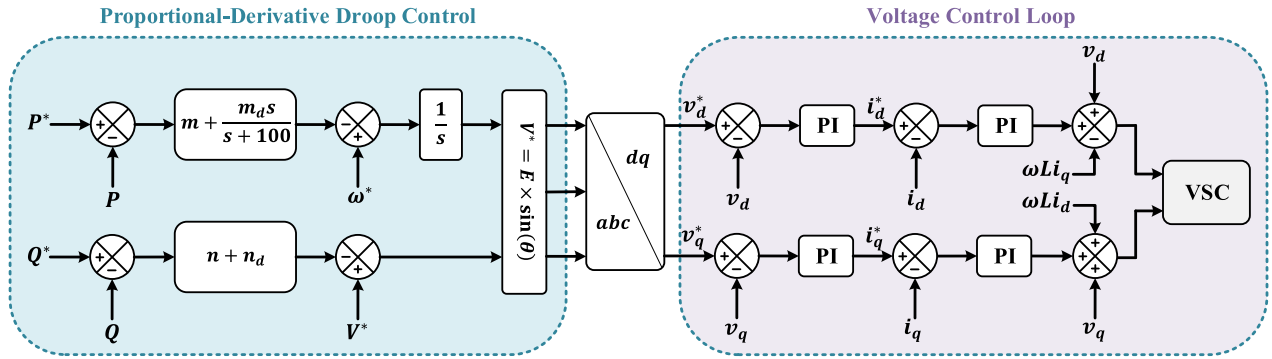 Proportional-Derivative Droop Control
Voltage Control Loop
P*
+
−
P
m + m_d s / (s + 100)
−
+
ω*
1/s
V* = E × sin(θ)
dq
abc
v_d*
+
−
v_d
PI
i_d*
+
−
i_d
PI
v_d
+
+
−
ωLi_q
VSC
Q*
+
−
Q
n + n_d
−
+
V*
v_q*
+
−
v_q
PI
i_q*
+
−
i_q
PI
ωLi_d
+
+
+
v_q